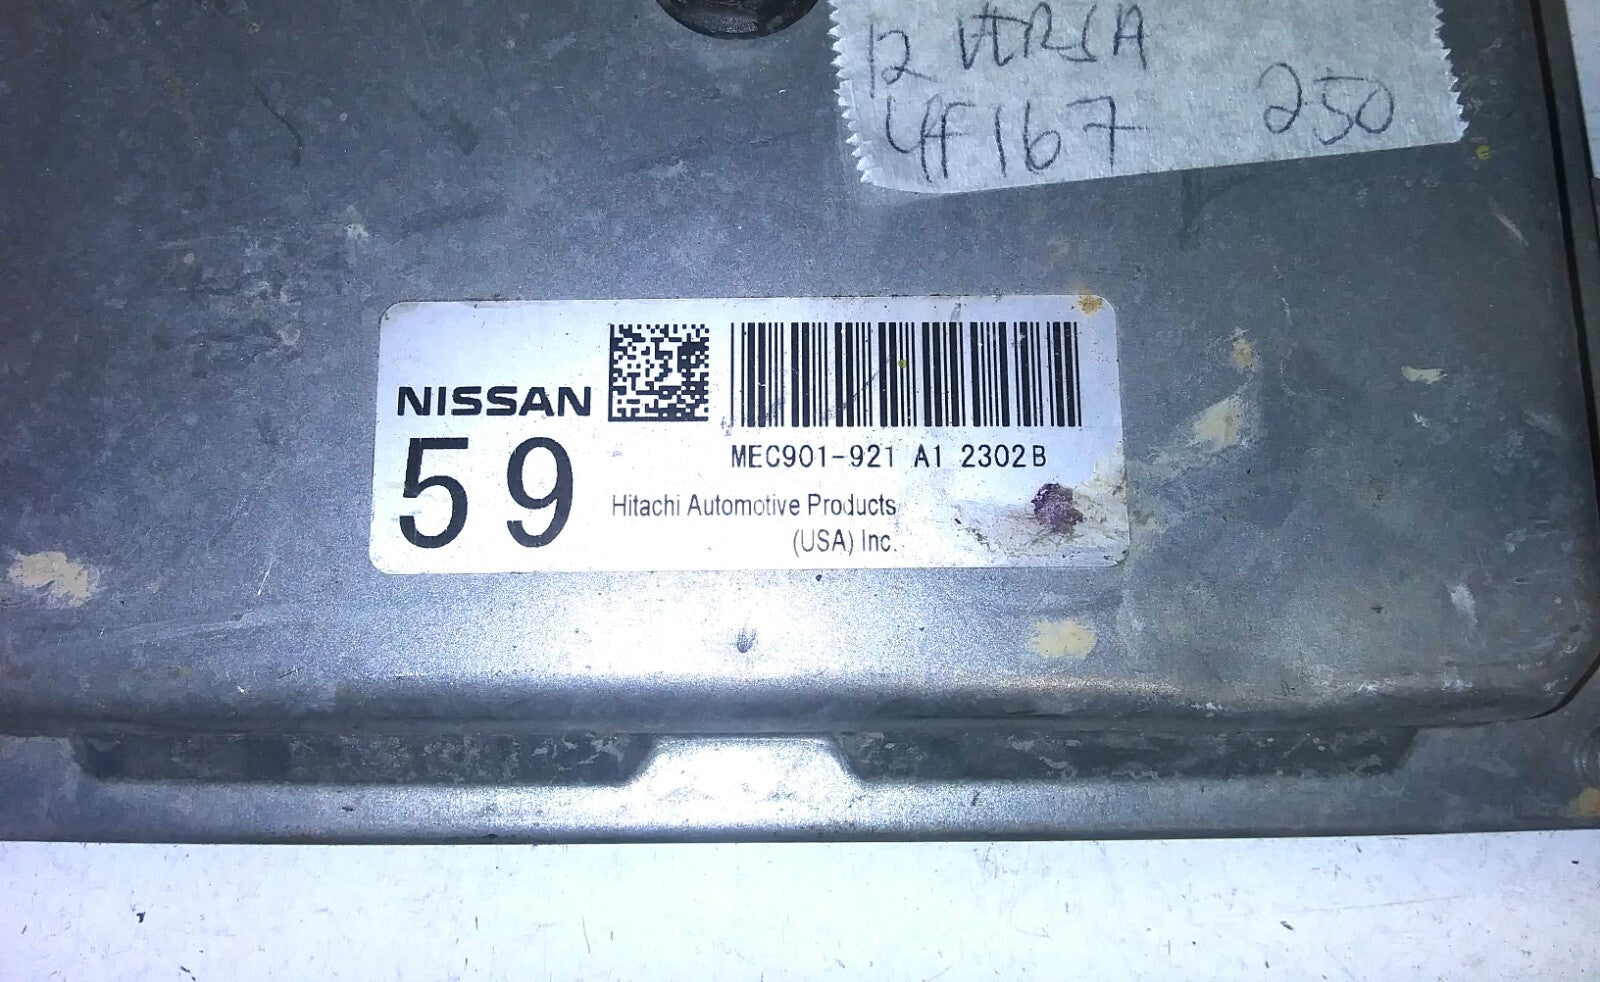 12 VERSA
4F167 250
NISSAN
59
MEC901-921 A1 2302B
Hitachi Automotive Products
(USA) Inc.